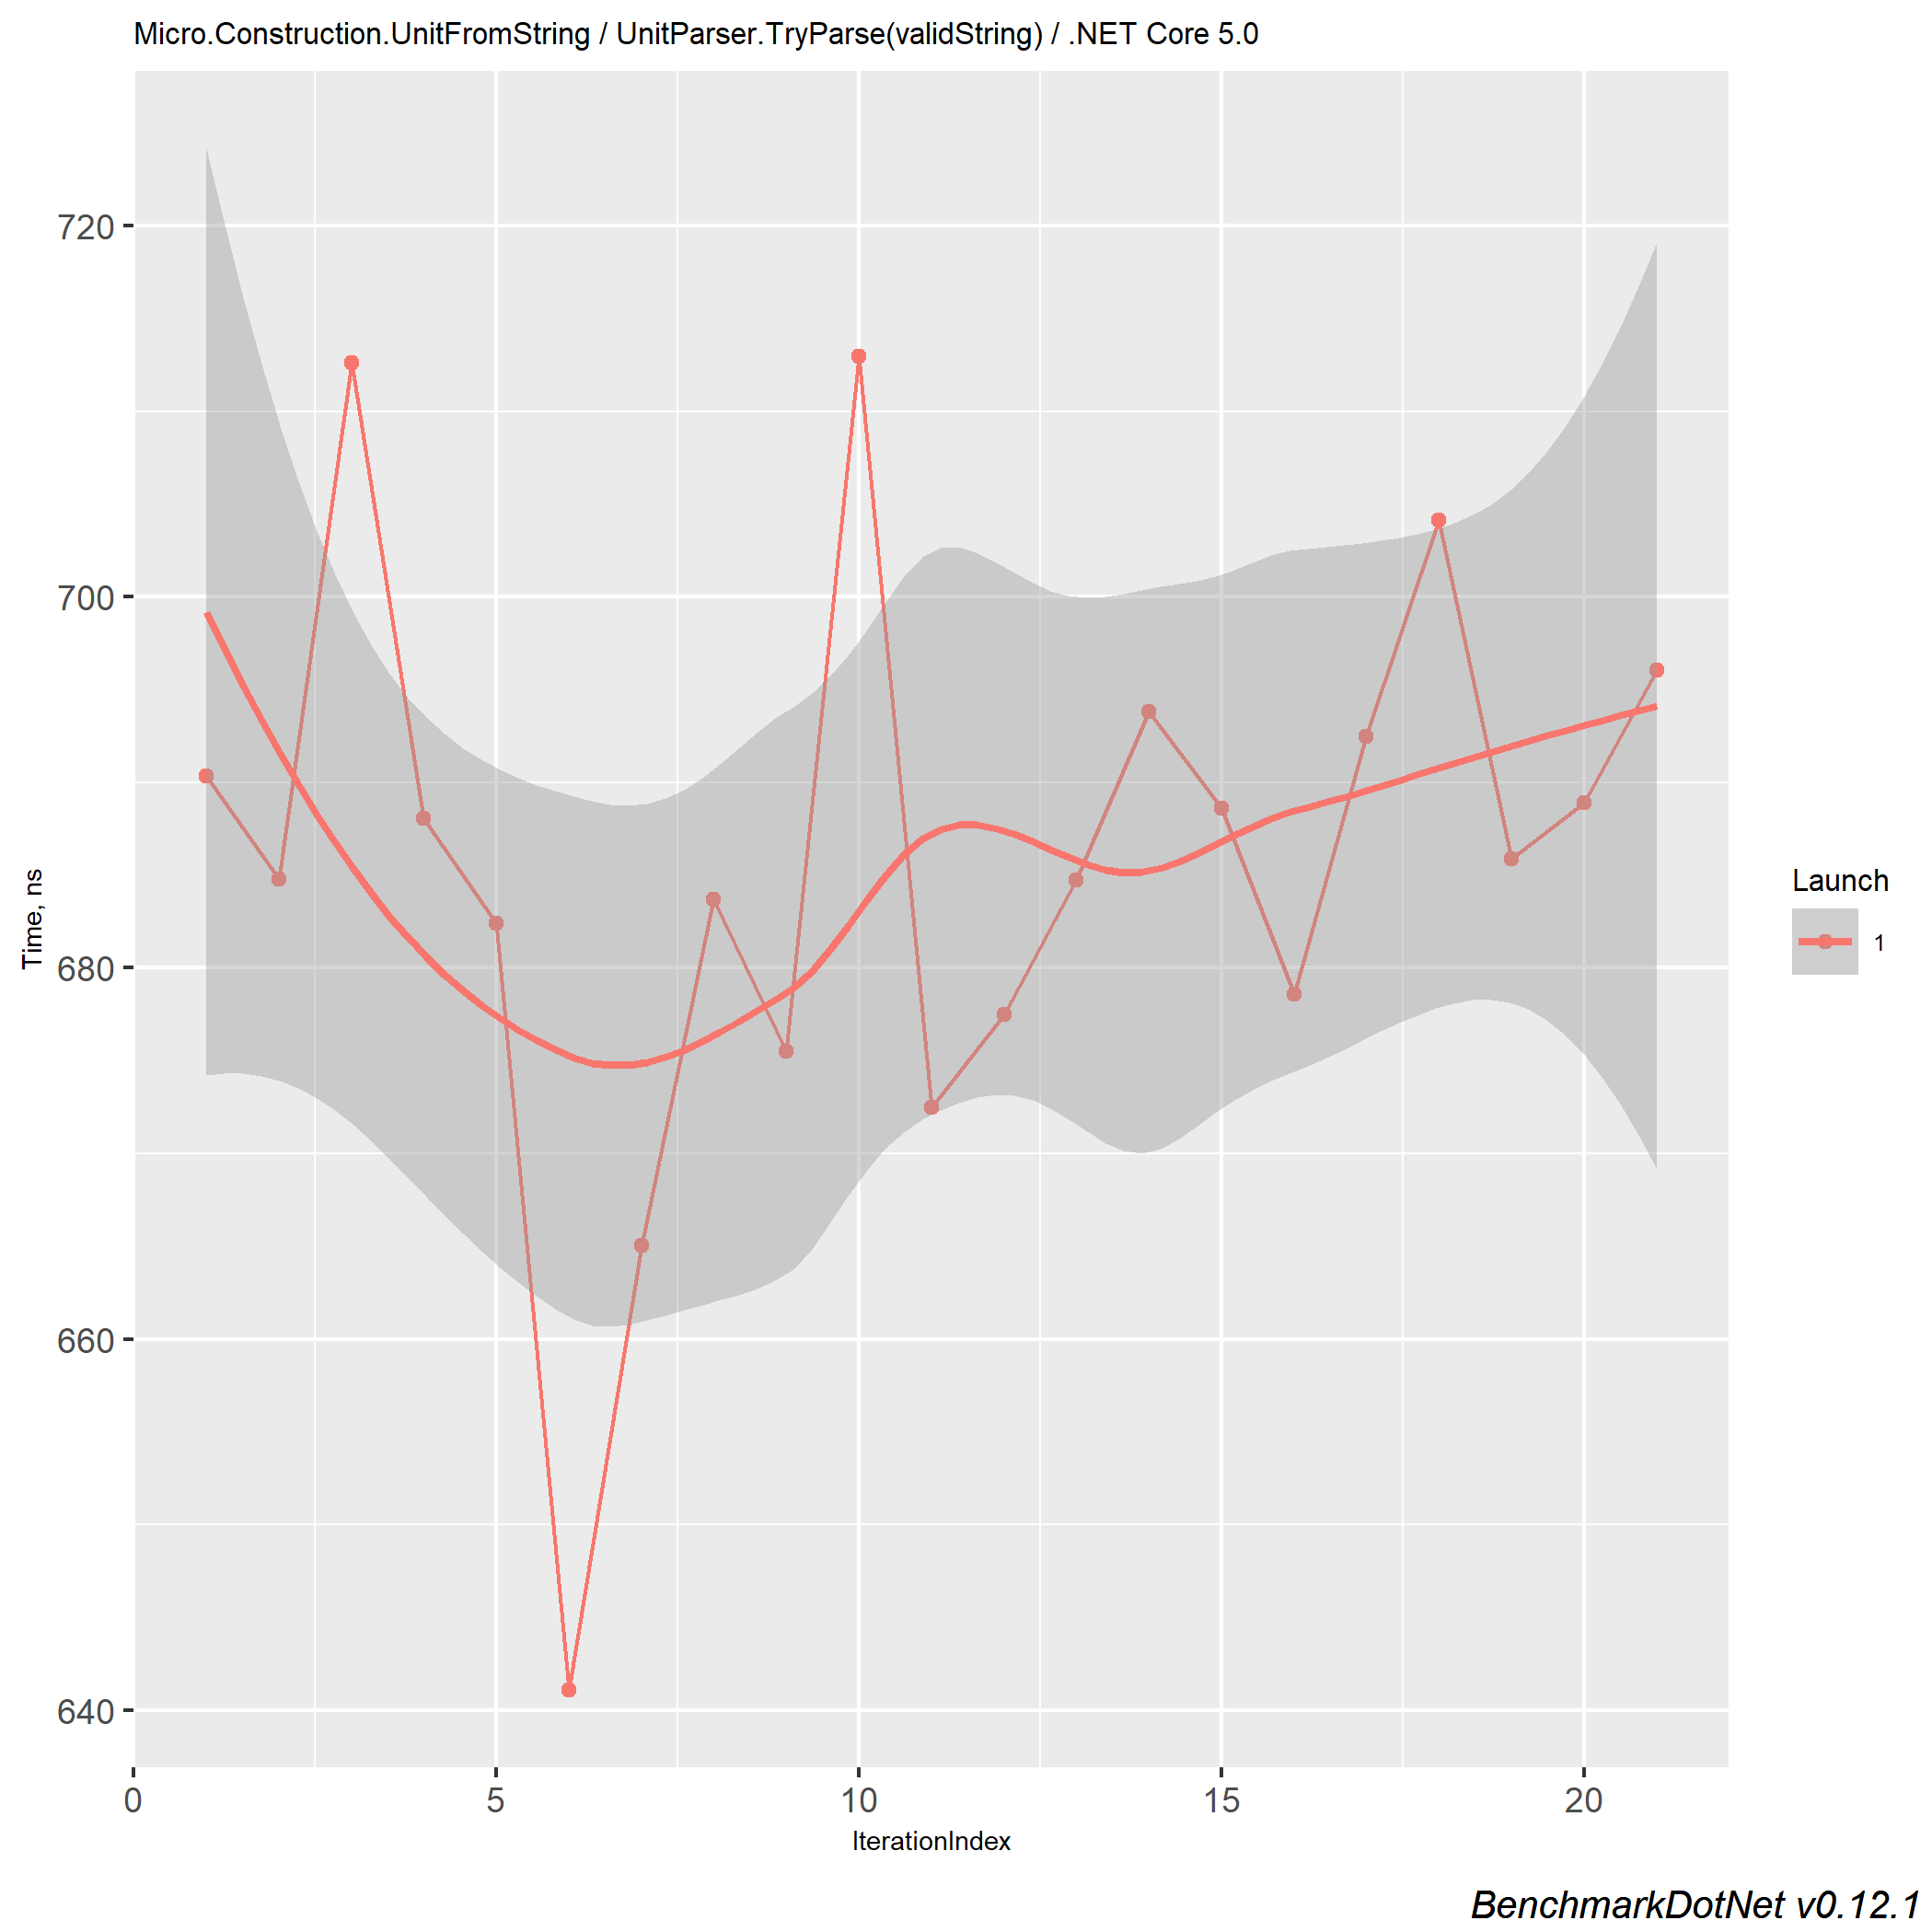 Micro.Construction.UnitFromString / UnitParser.TryParse(validString) / .NET Core 5.0
720
700
680
660
640
Time, ns
0 5 10 15 20
IterationIndex
Launch
1
BenchmarkDotNet v0.12.1